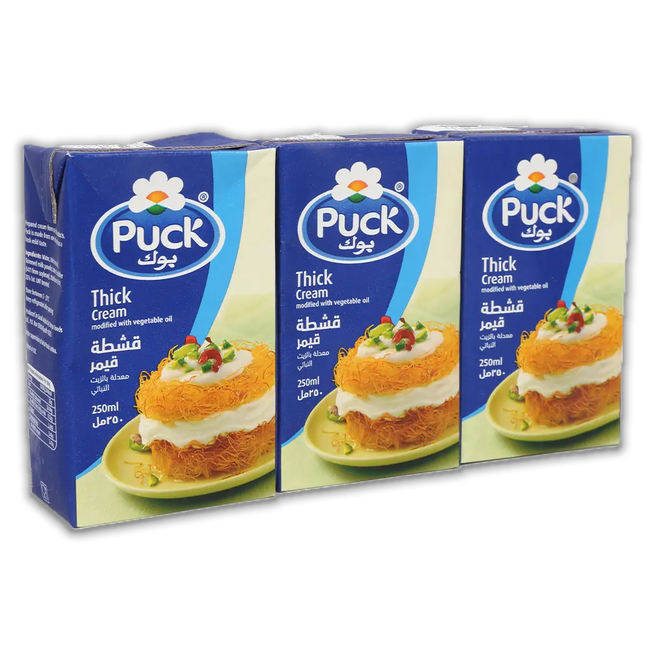 Puck
®
بوك
Thick
Cream
modified with vegetable oil
قشطة
قيمر
معدلة بالزيت
النباتي
250ml
٢٥٠مل
Puck
®
بوك
Thick
Cream
modified with vegetable oil
قشطة
قيمر
معدلة بالزيت
النباتي
250ml
٢٥٠مل
Puck
®
بوك
Thick
Cream
modified with vegetable oil
قشطة
قيمر
معدلة بالزيت
النباتي
250ml
٢٥٠مل